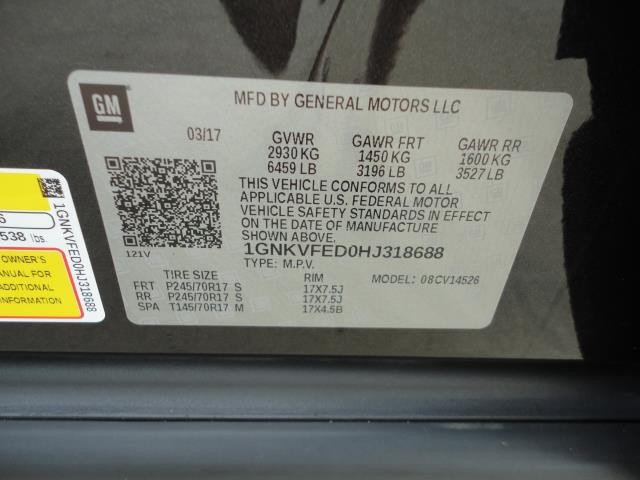 GM
MFD BY GENERAL MOTORS LLC
03/17 GVWR GAWR FRT GAWR RR
2930 KG 1450 KG 1600 KG
6459 LB 3196 LB 3527 LB
THIS VEHICLE CONFORMS TO ALL
APPLICABLE U.S. FEDERAL MOTOR
VEHICLE SAFETY STANDARDS IN EFFECT
ON THE DATE OF MANUFACTURE
SHOWN ABOVE.
121V
1GNKVFED0HJ318688
TYPE: M.P.V. MODEL: 08CV14526
TIRE SIZE RIM
FRT P245/70R17 S 17X7.5J
RR P245/70R17 S 17X7.5J
SPA T145/70R17 M 17X4.5B
538 lbs.
OWNER'S
MANUAL FOR
ADDITIONAL
1GNKVFED0HJ318688